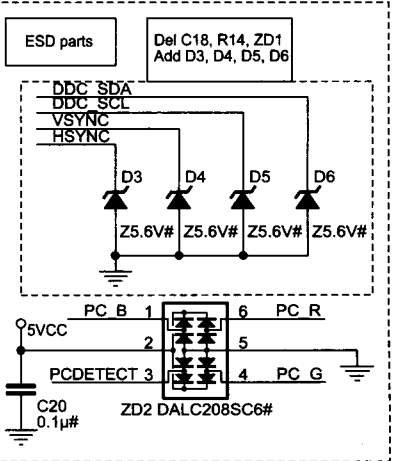 ESD parts
Del C18, R14, ZD1
Add D3, D4, D5, D6
DDC_SDA
DDC_SCL
VSYNC
HSYNC
D3 D4 D5 D6
Z5.6V# Z5.6V# Z5.6V# Z5.6V#
PC_B 1 6 PC_R
5VCC
2 5
PCDETECT 3 4 PC_G
C20
0.1µ#
ZD2 DALC208SC6#